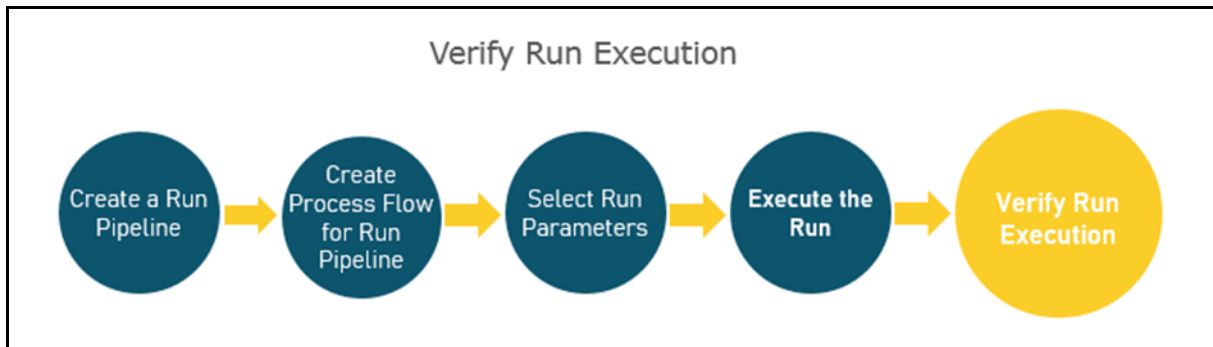 Verify Run Execution
Create a Run
Pipeline
Create
Process Flow
for Run
Pipeline
Select Run
Parameters
Execute the
Run
Verify Run
Execution